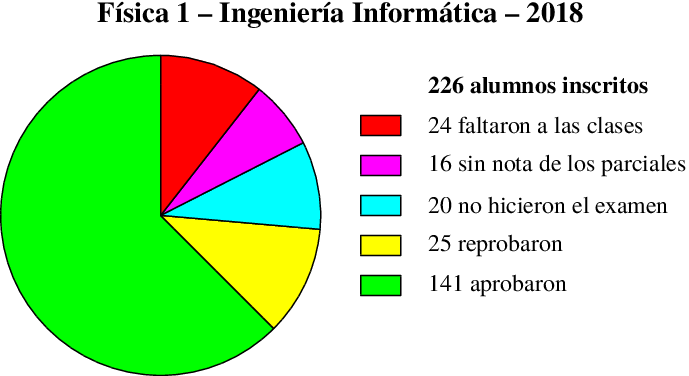 Física 1 – Ingeniería Informática – 2018
226 alumnos inscritos
24 faltaron a las clases
16 sin nota de los parciales
20 no hicieron el examen
25 reprobaron
141 aprobaron